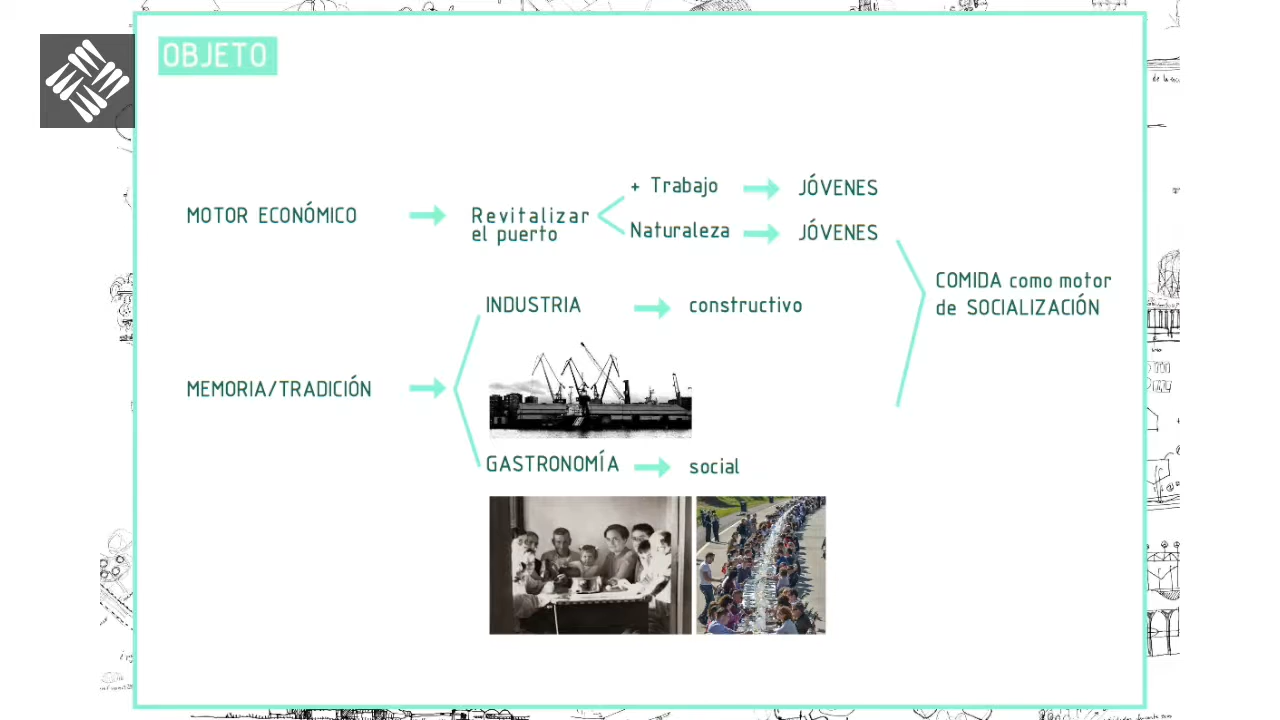 OBJETO
MOTOR ECONÓMICO
Revitalizar
el puerto
+ Trabajo
JÓVENES
Naturaleza
JÓVENES
COMIDA como motor
de SOCIALIZACIÓN
MEMORIA/TRADICIÓN
INDUSTRIA
constructivo
GASTRONOMÍA
social